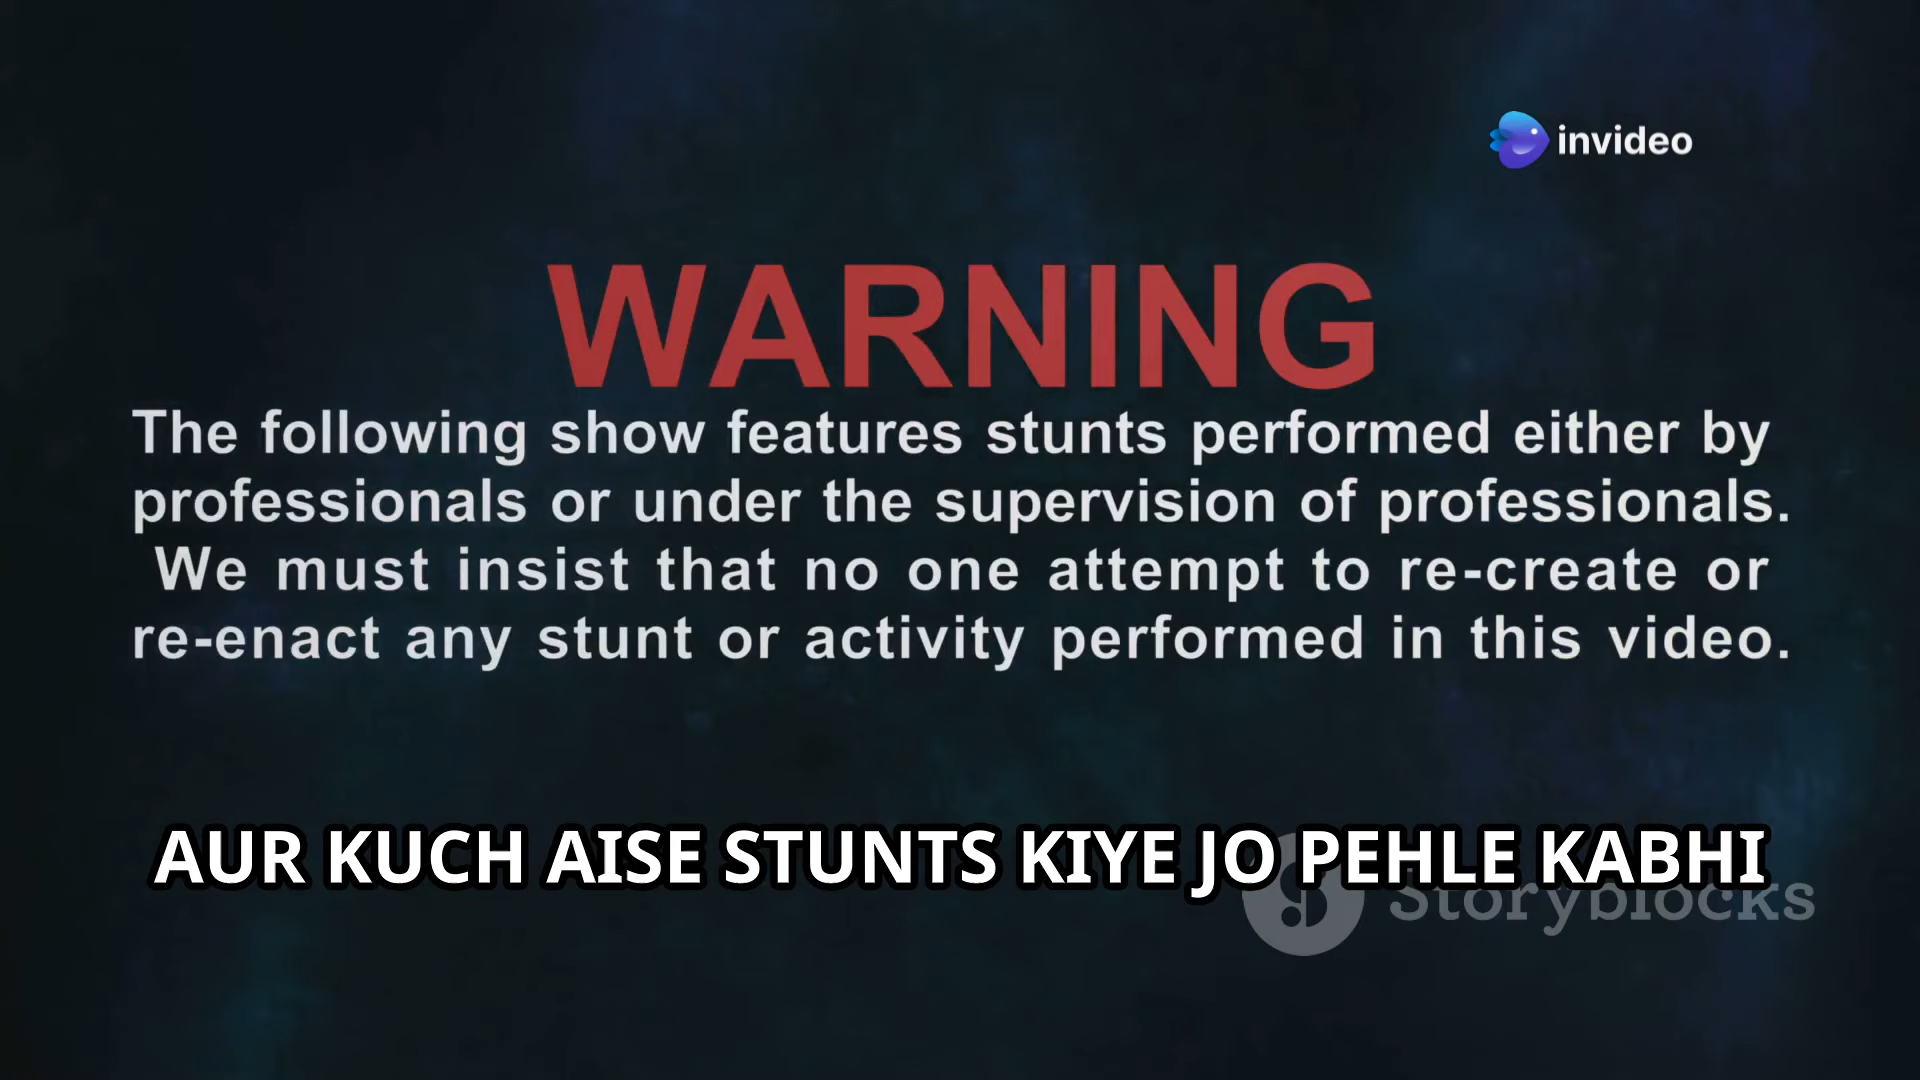 invideo
WARNING
The following show features stunts performed either by
professionals or under the supervision of professionals.
We must insist that no one attempt to re-create or
re-enact any stunt or activity performed in this video.
AUR KUCH AISE STUNTS KIYE JO PEHLE KABHI
Storyblocks